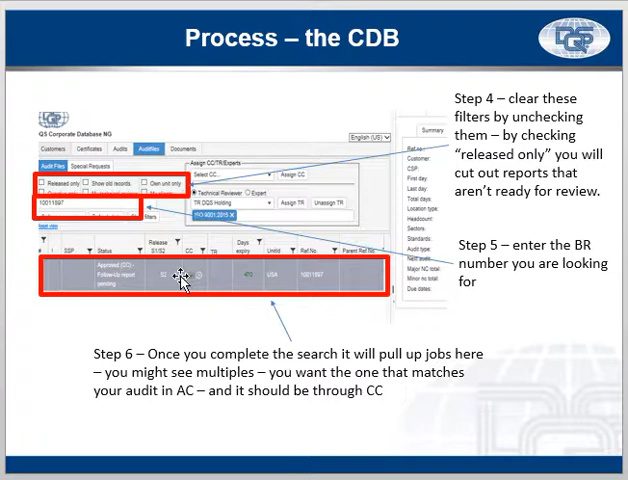 Process – the CDB
DQS
Step 4 – clear these
filters by unchecking
them – by checking
“released only” you will
cut out reports that
aren’t ready for review.
Step 5 – enter the BR
number you are looking
for
QS Corporate Database NG
English (US)
Customers Certificates Audits Auditfiles Documents
Audit Files Special Requests
Released only Show old records Own unit only
10011697
filters
Assign CC/TR/Experts
Select CC... Assign CC
Technical Reviewer Expert
TR DQS Holding Assign TR Unassign TR
ISO 9001:2015 x
# SSP Status Release S1/S2 CC TR Days expiry UnitId Ref.No Parent Ref.No
Approved (CC) -
Follow-Up report
pending
S2 USA 10011697
Summary
Ref.no
Customer:
CSP:
First day:
Last day:
Total days:
Location type:
Headcount:
Sectors:
Standards:
Audit type:
Next audit
Major NC total:
Minor nc total:
Due dates:
Step 6 – Once you complete the search it will pull up jobs here
– you might see multiples – you want the one that matches
your audit in AC – and it should be through CC